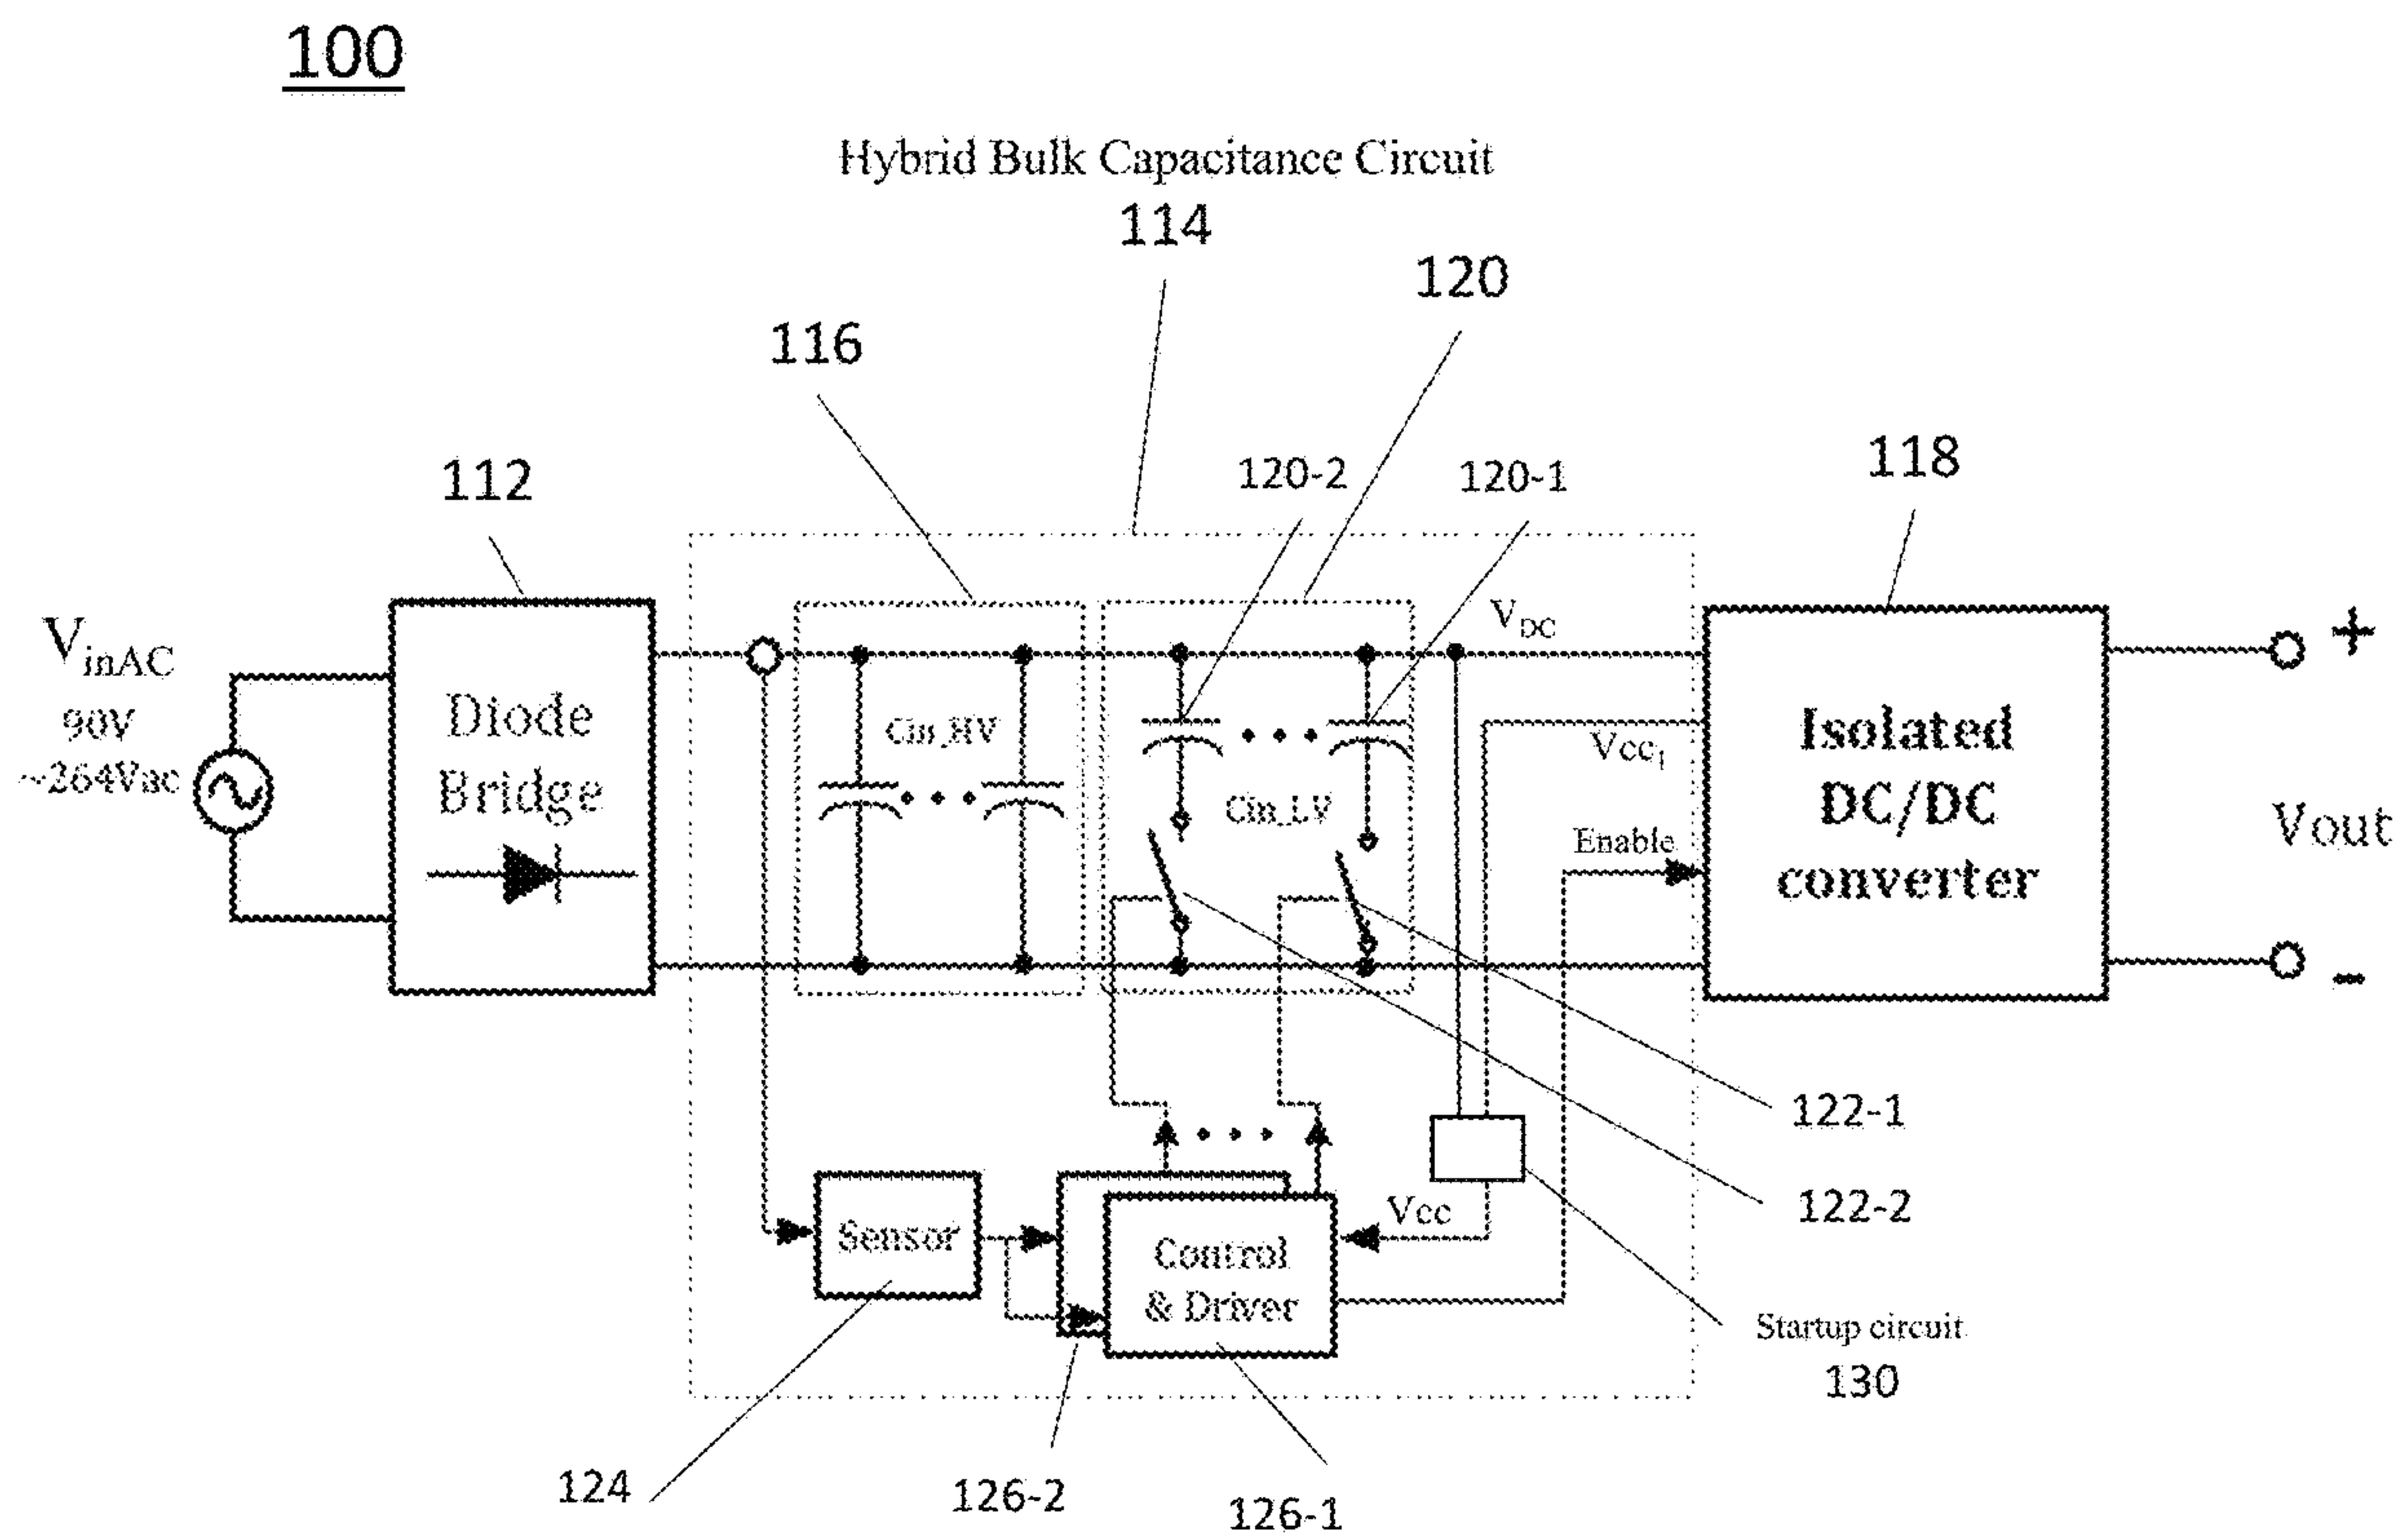 100
Hybrid Bulk Capacitance Circuit
114
120
116
118
112
120-2
120-1
VinAC
90V
~264Vac
Diode
Bridge
Cin_HV
Cin_LV
VDC
Vcc1
Enable
Isolated
DC/DC
converter
+
Vout
-
122-1
122-2
Sensor
Control
& Driver
Vcc
Startup circuit
130
124
126-2
126-1